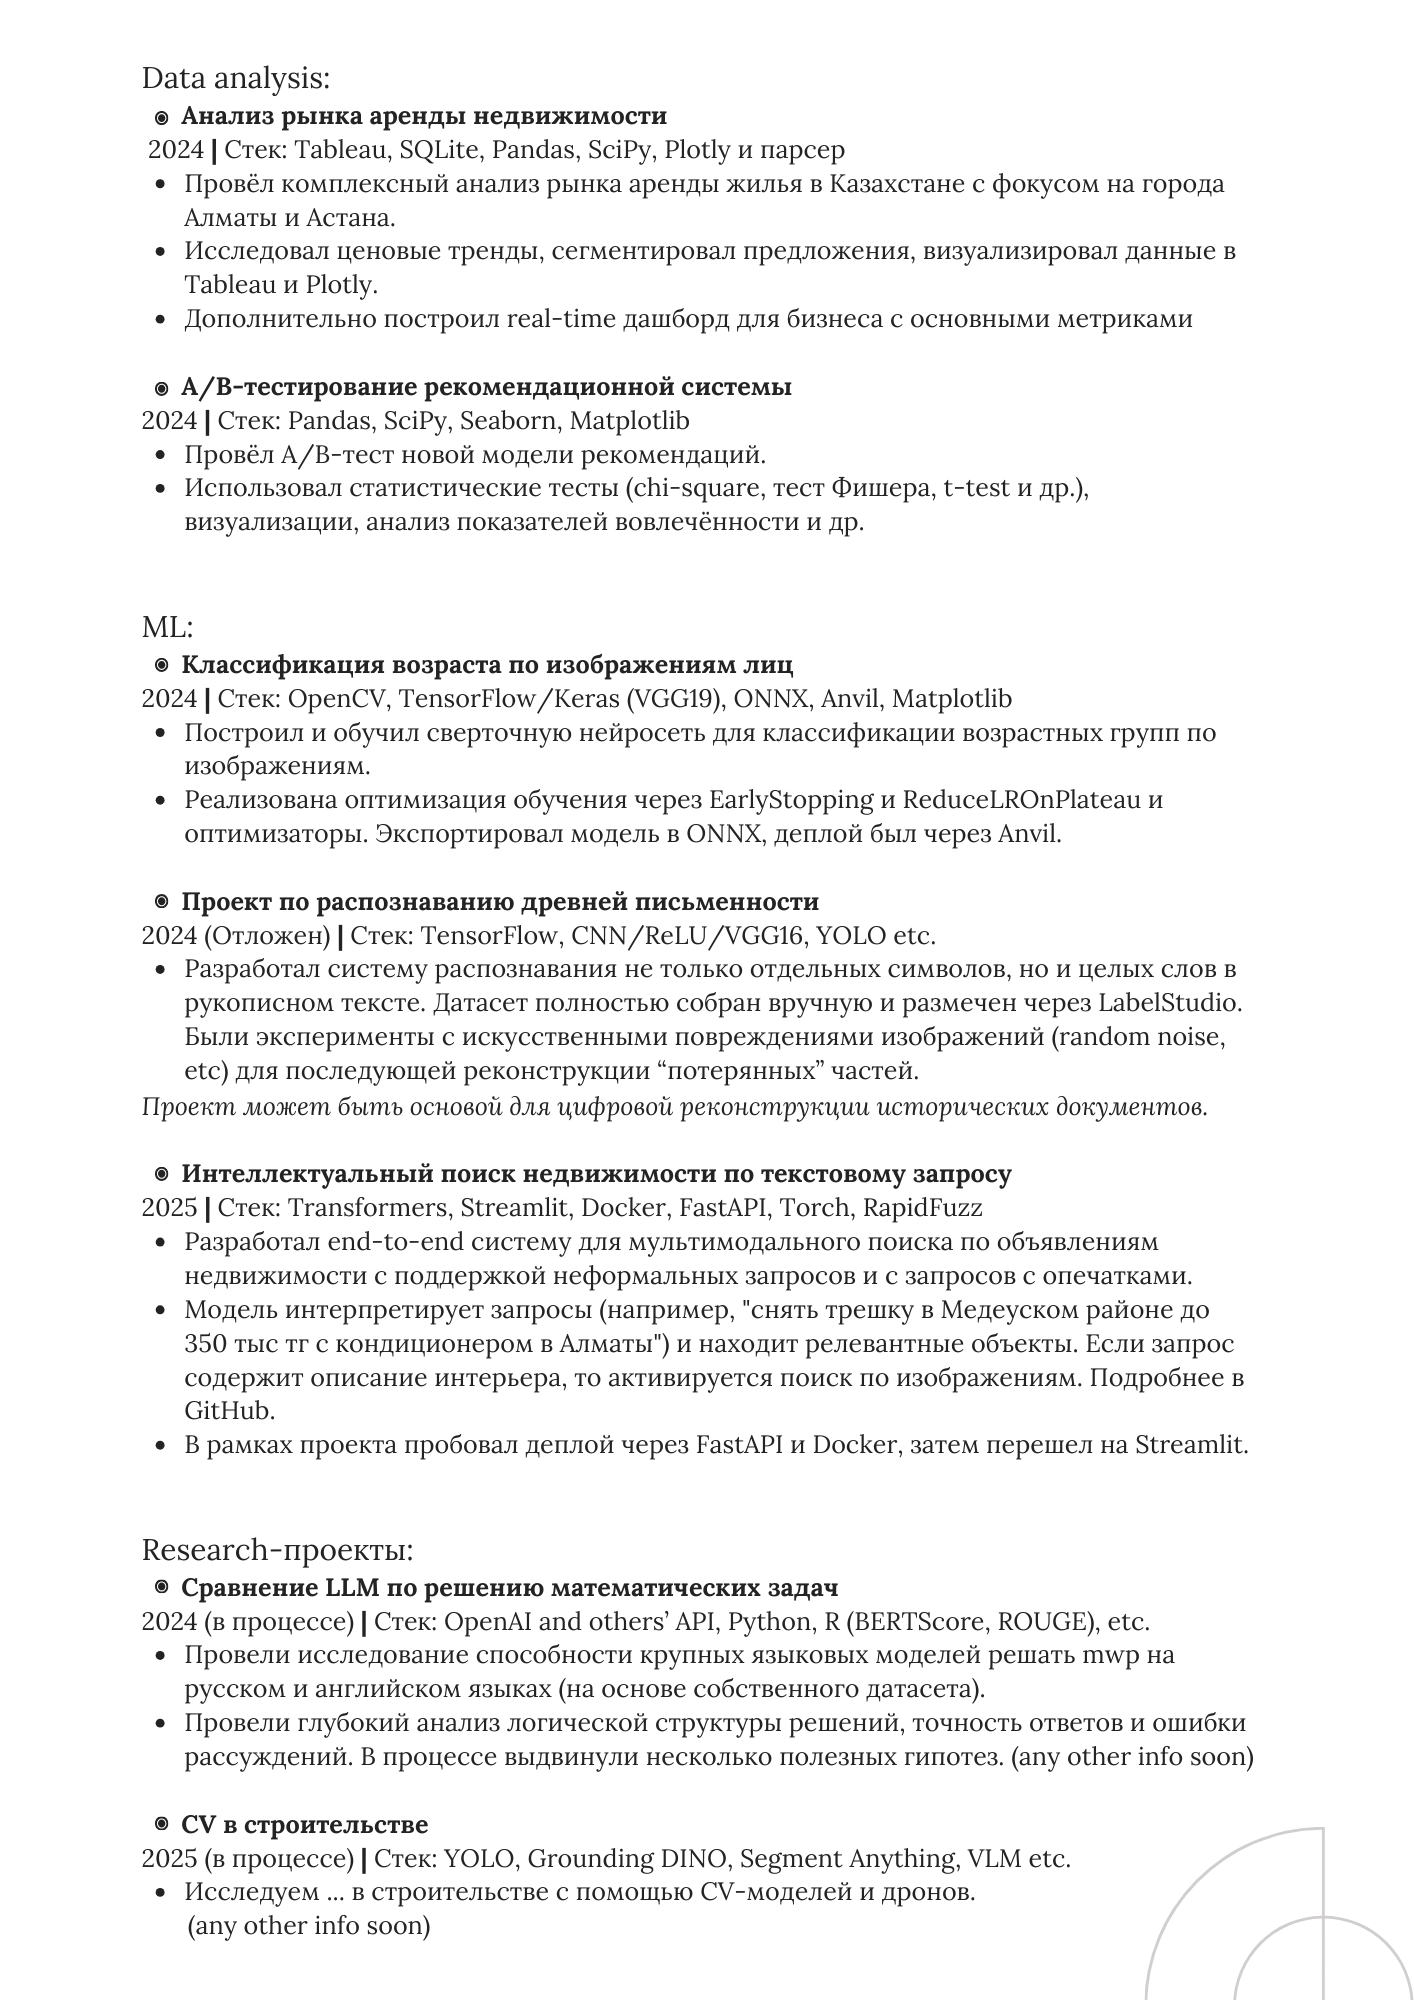 Data analysis:
◉ Анализ рынка аренды недвижимости
2024 | Стек: Tableau, SQLite, Pandas, SciPy, Plotly и парсер
• Провёл комплексный анализ рынка аренды жилья в Казахстане с фокусом на города
Алматы и Астана.
• Исследовал ценовые тренды, сегментировал предложения, визуализировал данные в
Tableau и Plotly.
• Дополнительно построил real-time дашборд для бизнеса с основными метриками
◉ A/B-тестирование рекомендационной системы
2024 | Стек: Pandas, SciPy, Seaborn, Matplotlib
• Провёл A/B-тест новой модели рекомендаций.
• Использовал статистические тесты (chi-square, тест Фишера, t-test и др.),
визуализации, анализ показателей вовлечённости и др.
ML:
◉ Классификация возраста по изображениям лиц
2024 | Стек: OpenCV, TensorFlow/Keras (VGG19), ONNX, Anvil, Matplotlib
• Построил и обучил сверточную нейросеть для классификации возрастных групп по
изображениям.
• Реализована оптимизация обучения через EarlyStopping и ReduceLROnPlateau и
оптимизаторы. Экспортировал модель в ONNX, деплой был через Anvil.
◉ Проект по распознаванию древней письменности
2024 (Отложен) | Стек: TensorFlow, CNN/ReLU/VGG16, YOLO etc.
• Разработал систему распознавания не только отдельных символов, но и целых слов в
рукописном тексте. Датасет полностью собран вручную и размечен через LabelStudio.
Были эксперименты с искусственными повреждениями изображений (random noise,
etc) для последующей реконструкции “потерянных” частей.
Проект может быть основой для цифровой реконструкции исторических документов.
◉ Интеллектуальный поиск недвижимости по текстовому запросу
2025 | Стек: Transformers, Streamlit, Docker, FastAPI, Torch, RapidFuzz
• Разработал end-to-end систему для мультимодального поиска по объявлениям
недвижимости с поддержкой неформальных запросов и с запросов с опечатками.
• Модель интерпретирует запросы (например, "снять трешку в Медеуском районе до
350 тыс тг с кондиционером в Алматы") и находит релевантные объекты. Если запрос
содержит описание интерьера, то активируется поиск по изображениям. Подробнее в
GitHub.
• В рамках проекта пробовал деплой через FastAPI и Docker, затем перешел на Streamlit.
Research-проекты:
◉ Сравнение LLM по решению математических задач
2024 (в процессе) | Стек: OpenAI and others’ API, Python, R (BERTScore, ROUGE), etc.
• Провели исследование способности крупных языковых моделей решать mwp на
русском и английском языках (на основе собственного датасета).
• Провели глубокий анализ логической структуры решений, точность ответов и ошибки
рассуждений. В процессе выдвинули несколько полезных гипотез. (any other info soon)
◉ CV в строительстве
2025 (в процессе) | Стек: YOLO, Grounding DINO, Segment Anything, VLM etc.
• Исследуем ... в строительстве с помощью CV-моделей и дронов.
(any other info soon)